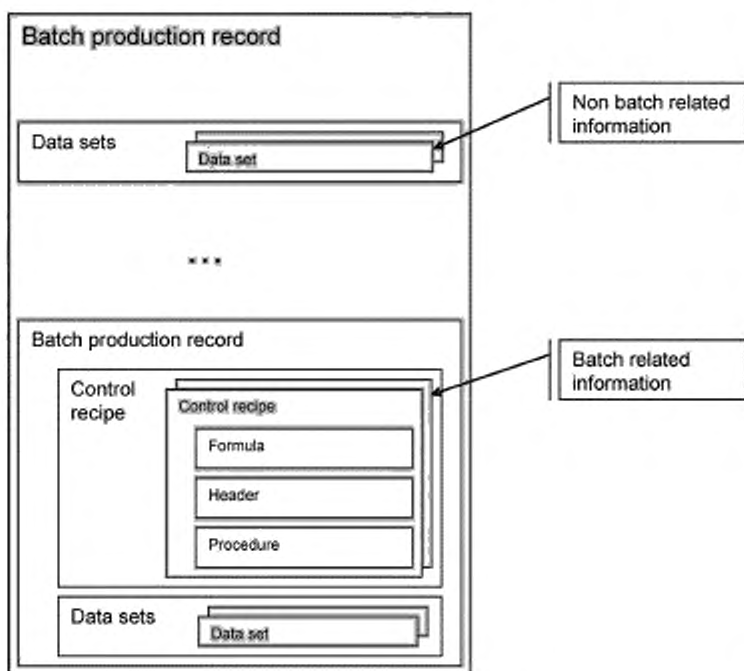 Batch production record
Non batch related
information
Data sets
Data set
...
Batch production record
Batch related
information
Control
recipe
Control recipe
Formula
Header
Procedure
Data sets
Data set